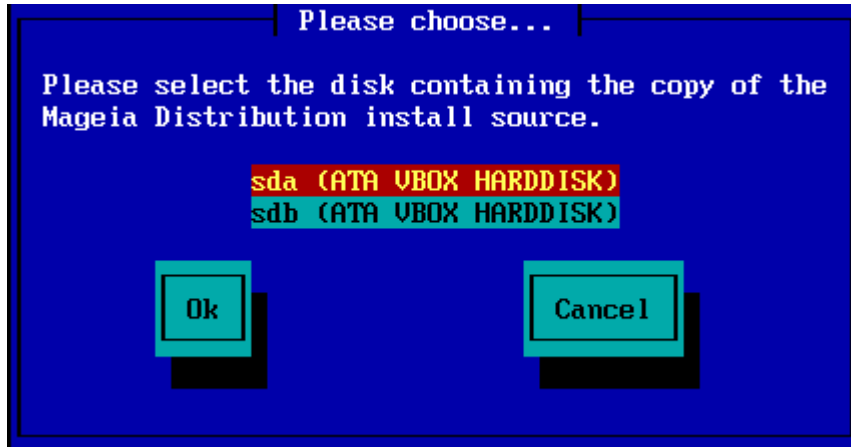 Please choose...
Please select the disk containing the copy of the
Mageia Distribution install source.
sda (ATA VBOX HARDDISK)
sdb (ATA VBOX HARDDISK)
Ok
Cancel